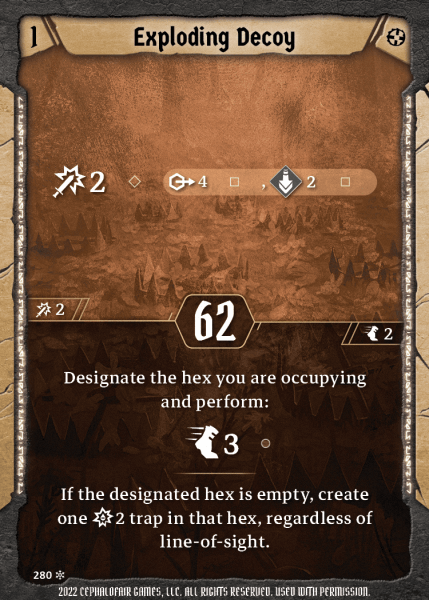 1
Exploding Decoy
2 4 , 2
2
62
2
Designate the hex you are occupying
and perform:
3
If the designated hex is empty, create
one 2 trap in that hex, regardless of
line-of-sight.
280
2022 CEPHALOFAIR GAMES, LLC. ALL RIGHTS RESERVED. USED WITH PERMISSION.